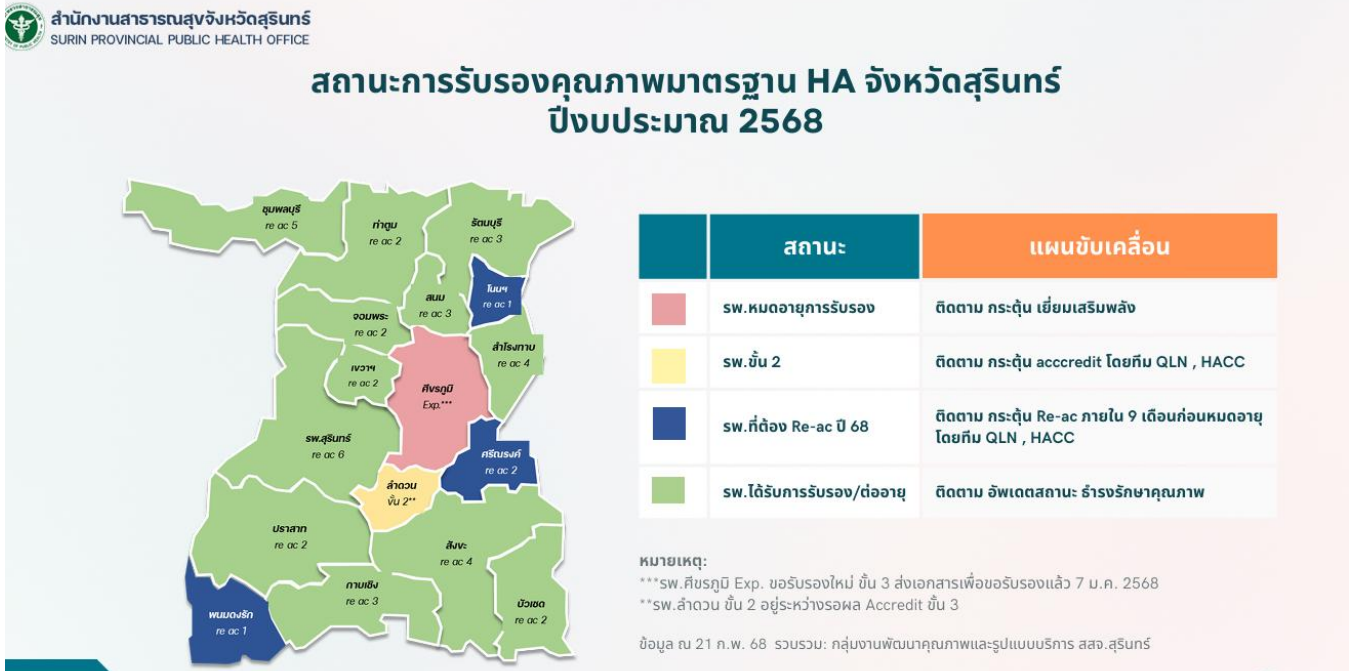 สำนักงานสาธารณสุขจังหวัดสุรินทร์
SURIN PROVINCIAL PUBLIC HEALTH OFFICE
สถานะการรับรองคุณภาพมาตรฐาน HA จังหวัดสุรินทร์
ปีงบประมาณ 2568
ชุมพลบุรี
re ac 5
ท่าตูม
re ac 2
รัตนบุรี
re ac 3
สนม
re ac 3
โนนฯ
re ac 1
จอมพระ
re ac 2
สำโรงทาบ
re ac 4
เขวาฯ
re ac 2
ศีขรภูมิ
Exp.***
รพ.สุรินทร์
re ac 6
ศรีณรงค์
re ac 2
ลำดวน
ขั้น 2**
ปราสาท
re ac 2
สังขะ
re ac 4
กาบเชิง
re ac 3
บัวเชด
re ac 2
พนมดงรัก
re ac 1
สถานะ แผนขับเคลื่อน
รพ.หมดอายุการรับรอง ติดตาม กระตุ้น เยี่ยมเสริมพลัง
รพ.ขั้น 2 ติดตาม กระตุ้น acccredit โดยทีม QLN , HACC
รพ.ที่ต้อง Re-ac ปี 68 ติดตาม กระตุ้น Re-ac ภายใน 9 เดือนก่อนหมดอายุ
โดยทีม QLN , HACC
รพ.ได้รับการรับรอง/ต่ออายุ ติดตาม อัพเดตสถานะ ธำรงรักษาคุณภาพ
หมายเหตุ:
***รพ.ศีขรภูมิ Exp. ขอรับรองใหม่ ขั้น 3 ส่งเอกสารเพื่อขอรับรองแล้ว 7 ม.ค. 2568
**รพ.ลำดวน ขั้น 2 อยู่ระหว่างรอผล Accredit ขั้น 3
ข้อมูล ณ 21 ก.พ. 68 รวบรวม: กลุ่มงานพัฒนาคุณภาพและรูปแบบบริการ สสจ.สุรินทร์